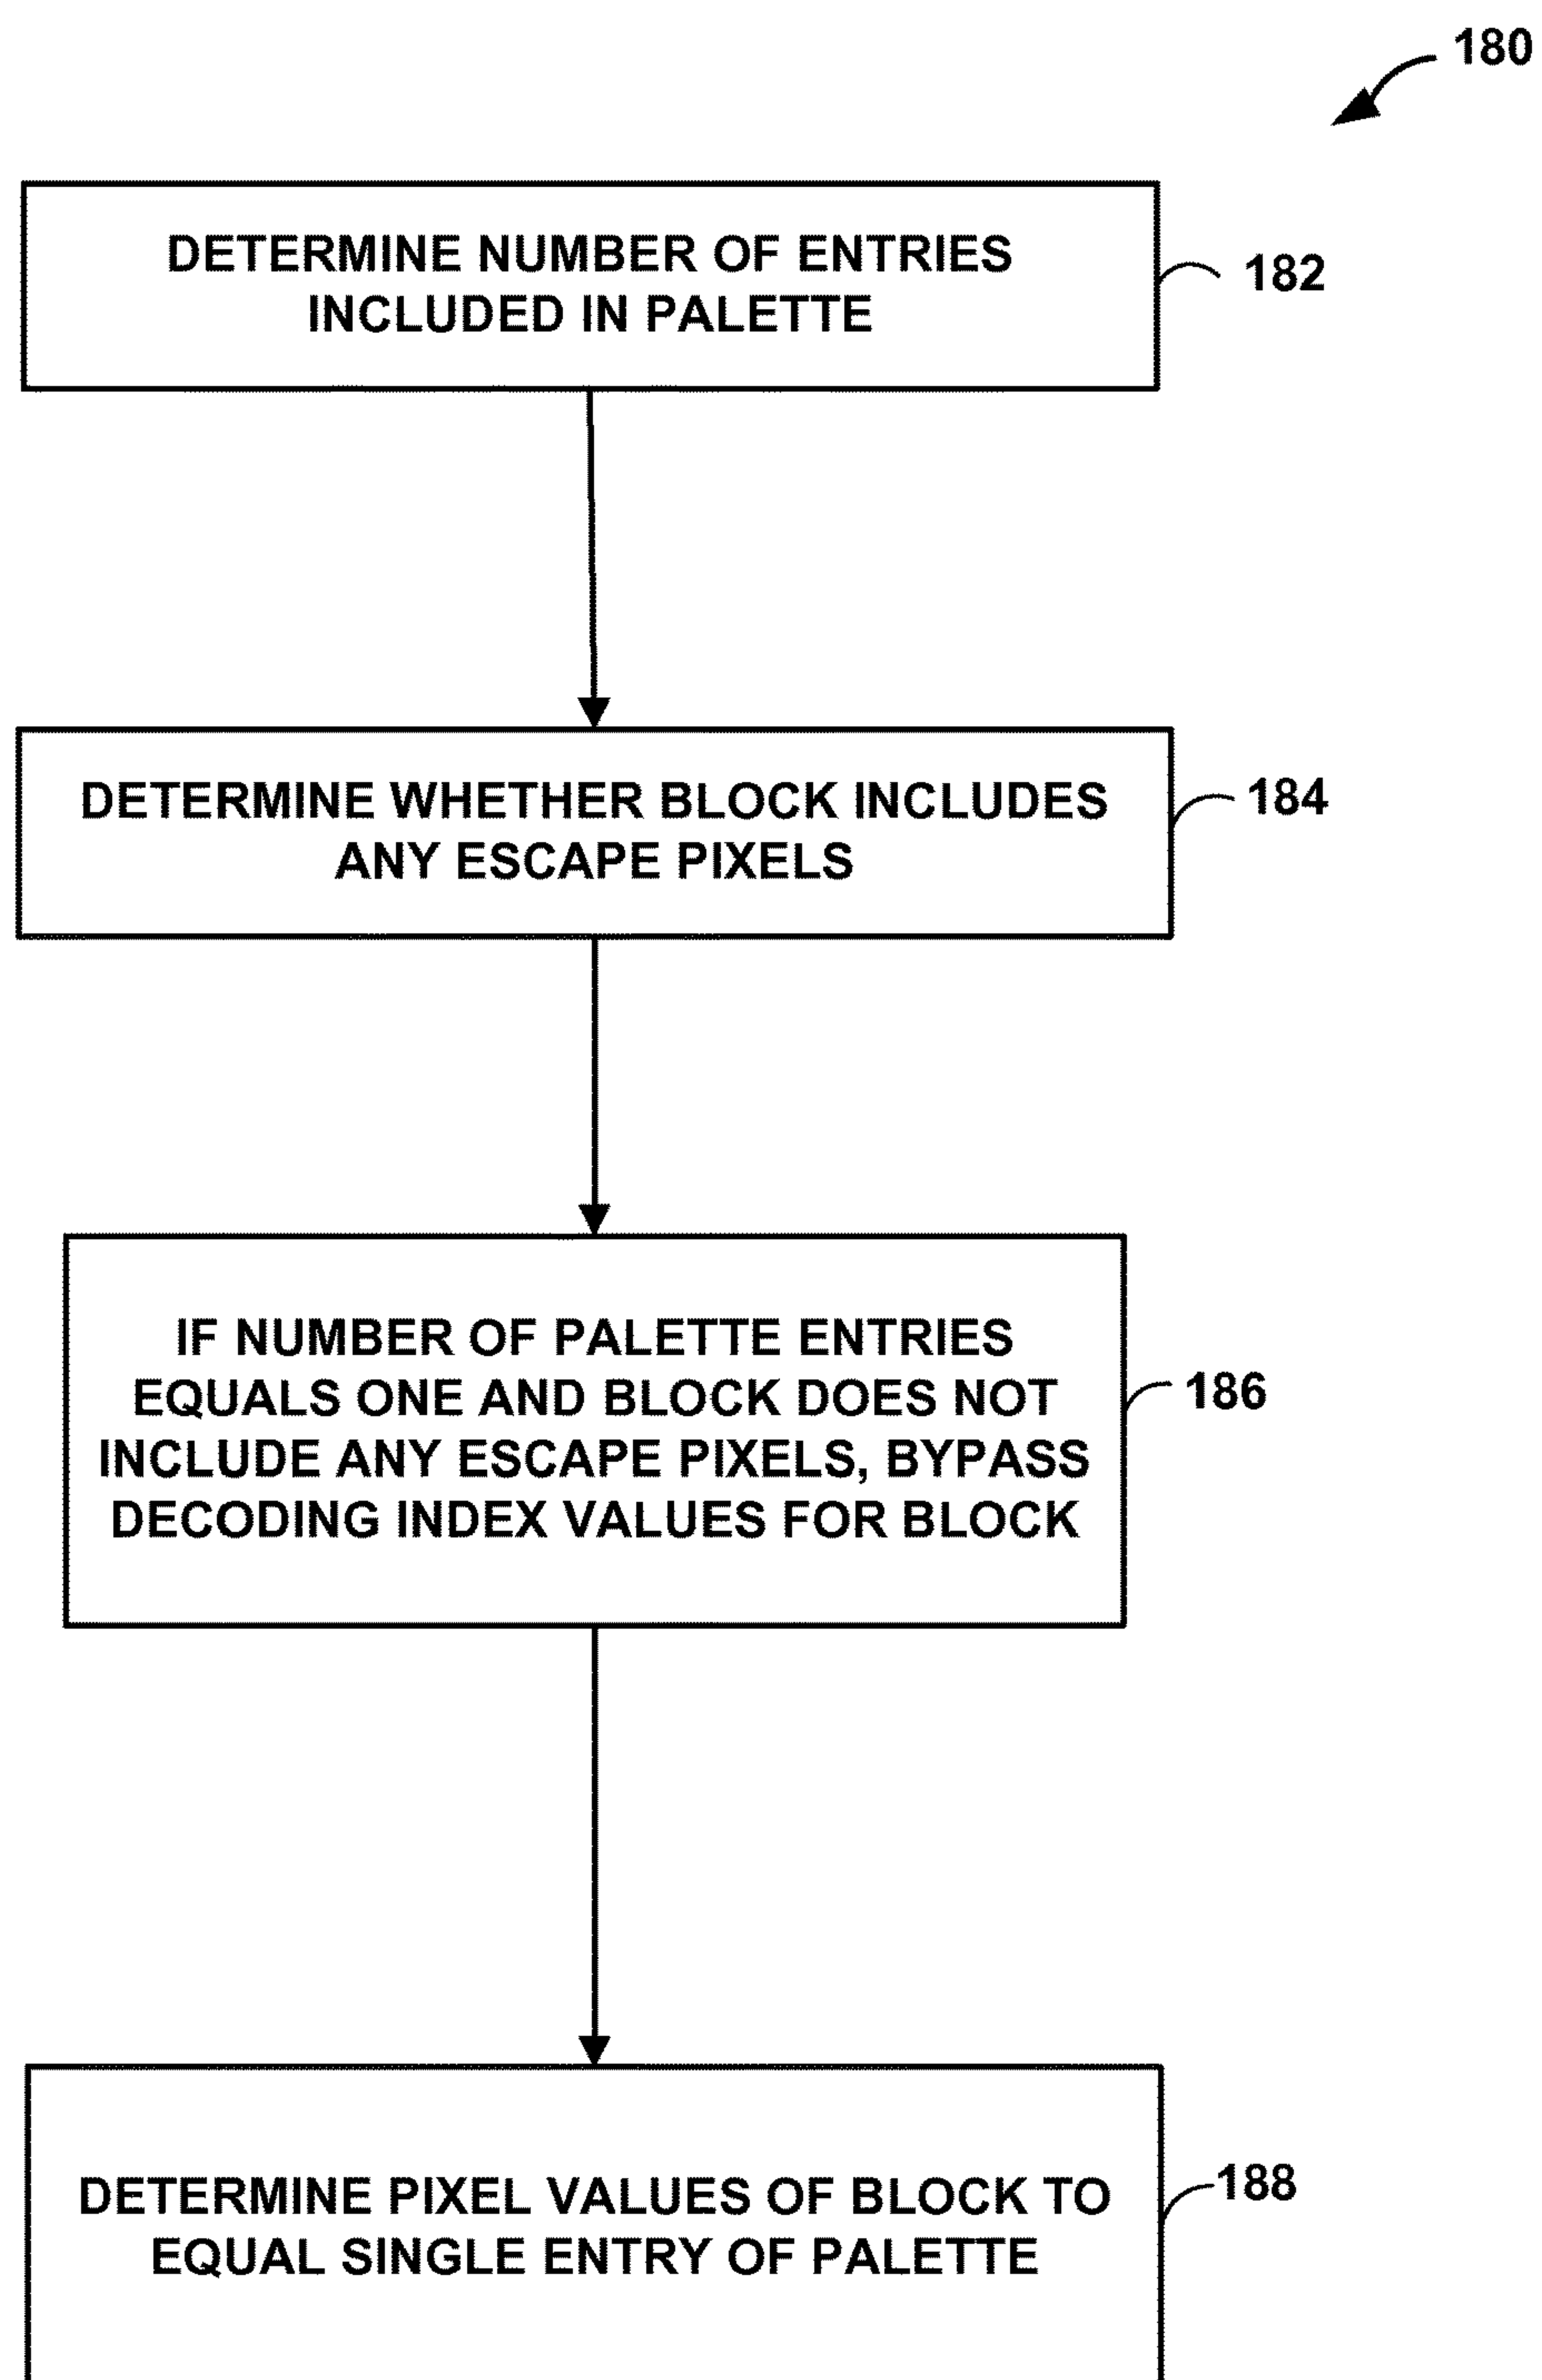 180
DETERMINE NUMBER OF ENTRIES
INCLUDED IN PALETTE
182
DETERMINE WHETHER BLOCK INCLUDES
ANY ESCAPE PIXELS
184
IF NUMBER OF PALETTE ENTRIES
EQUALS ONE AND BLOCK DOES NOT
INCLUDE ANY ESCAPE PIXELS, BYPASS
DECODING INDEX VALUES FOR BLOCK
186
DETERMINE PIXEL VALUES OF BLOCK TO
EQUAL SINGLE ENTRY OF PALETTE
188